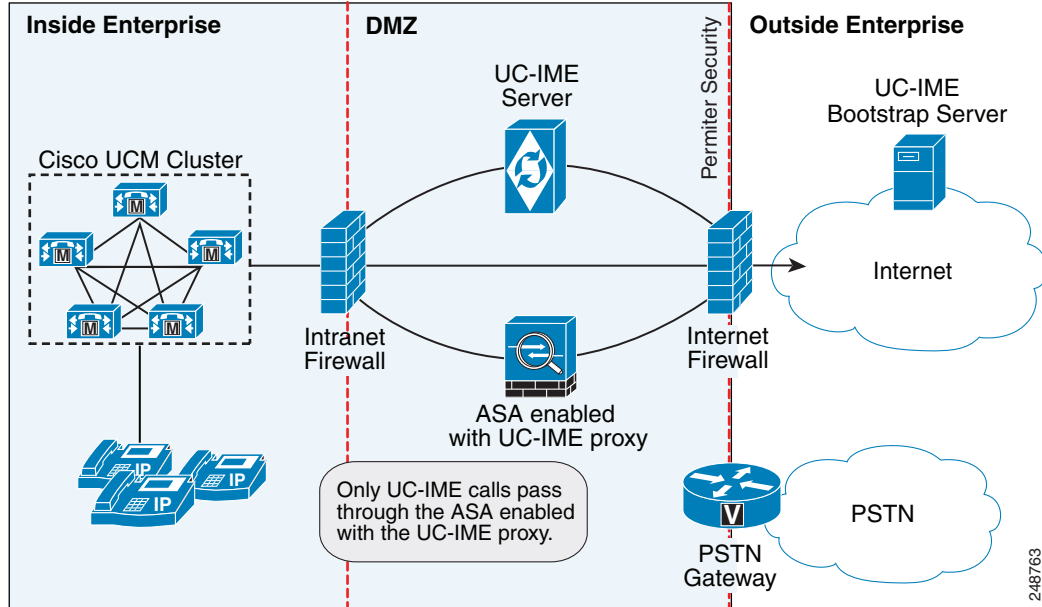 Inside Enterprise
DMZ
Permiter Security
Outside Enterprise
UC-IME
Server
UC-IME
Bootstrap Server
Cisco UCM Cluster
M
M
M
M
M
Internet
Intranet
Firewall
Internet
Firewall
ASA enabled
with UC-IME proxy
IP
IP
IP
Only UC-IME calls pass
through the ASA enabled
with the UC-IME proxy.
V
PSTN
PSTN
Gateway
248763